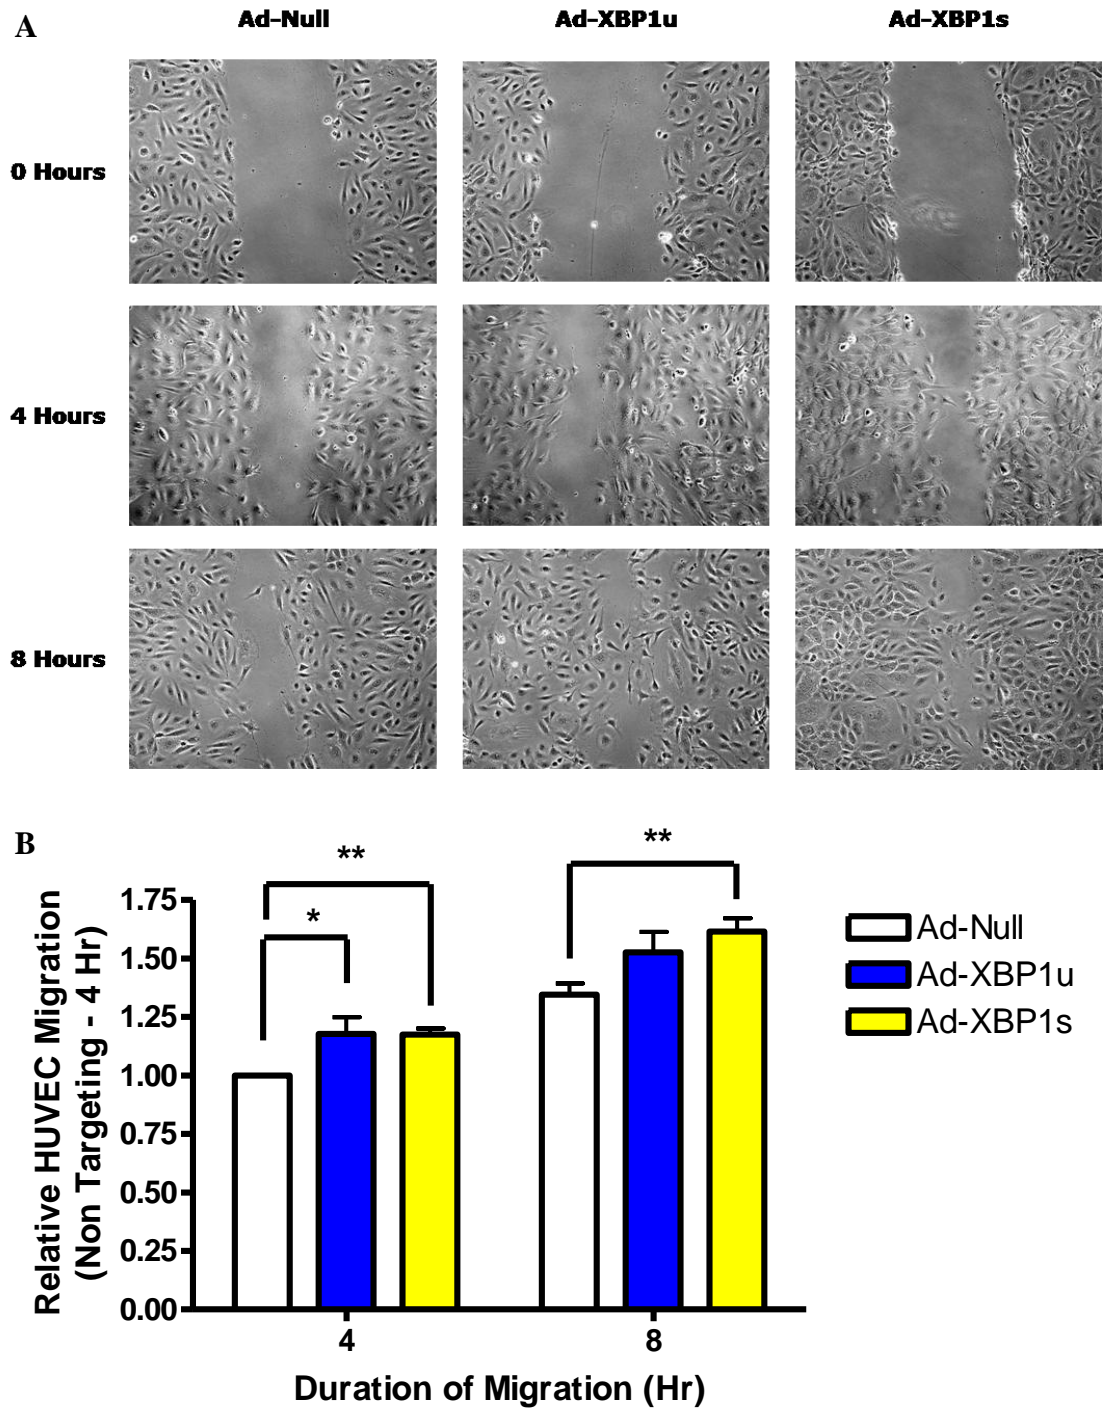 A
Ad-Null Ad-XBP1u Ad-XBP1s
0 Hours
4 Hours
8 Hours
B
** **
*
1.75
1.50
1.25
1.00
0.75
0.50
0.25
0.00
Relative HUVEC Migration
(Non Targeting - 4 Hr)
4 8
Duration of Migration (Hr)
Ad-Null
Ad-XBP1u
Ad-XBP1s